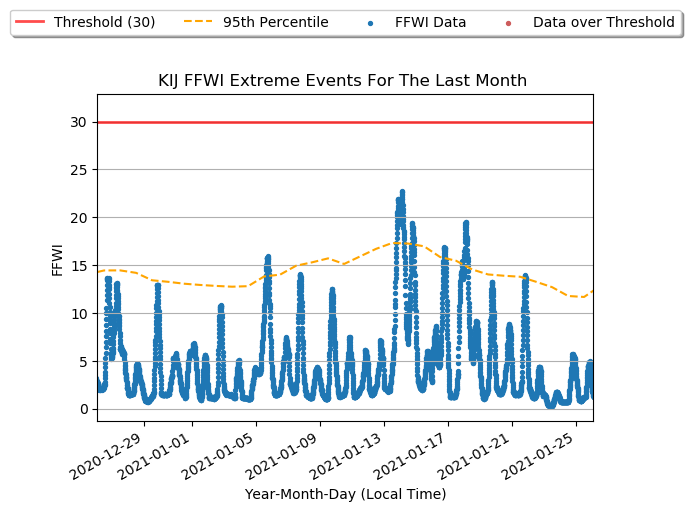 Threshold (30) 95th Percentile FFWI Data Data over Threshold
KIJ FFWI Extreme Events For The Last Month
30
25
20
15
10
5
0
FFWI
2020-12-29 2021-01-01 2021-01-05 2021-01-09 2021-01-13 2021-01-17 2021-01-21 2021-01-25
Year-Month-Day (Local Time)